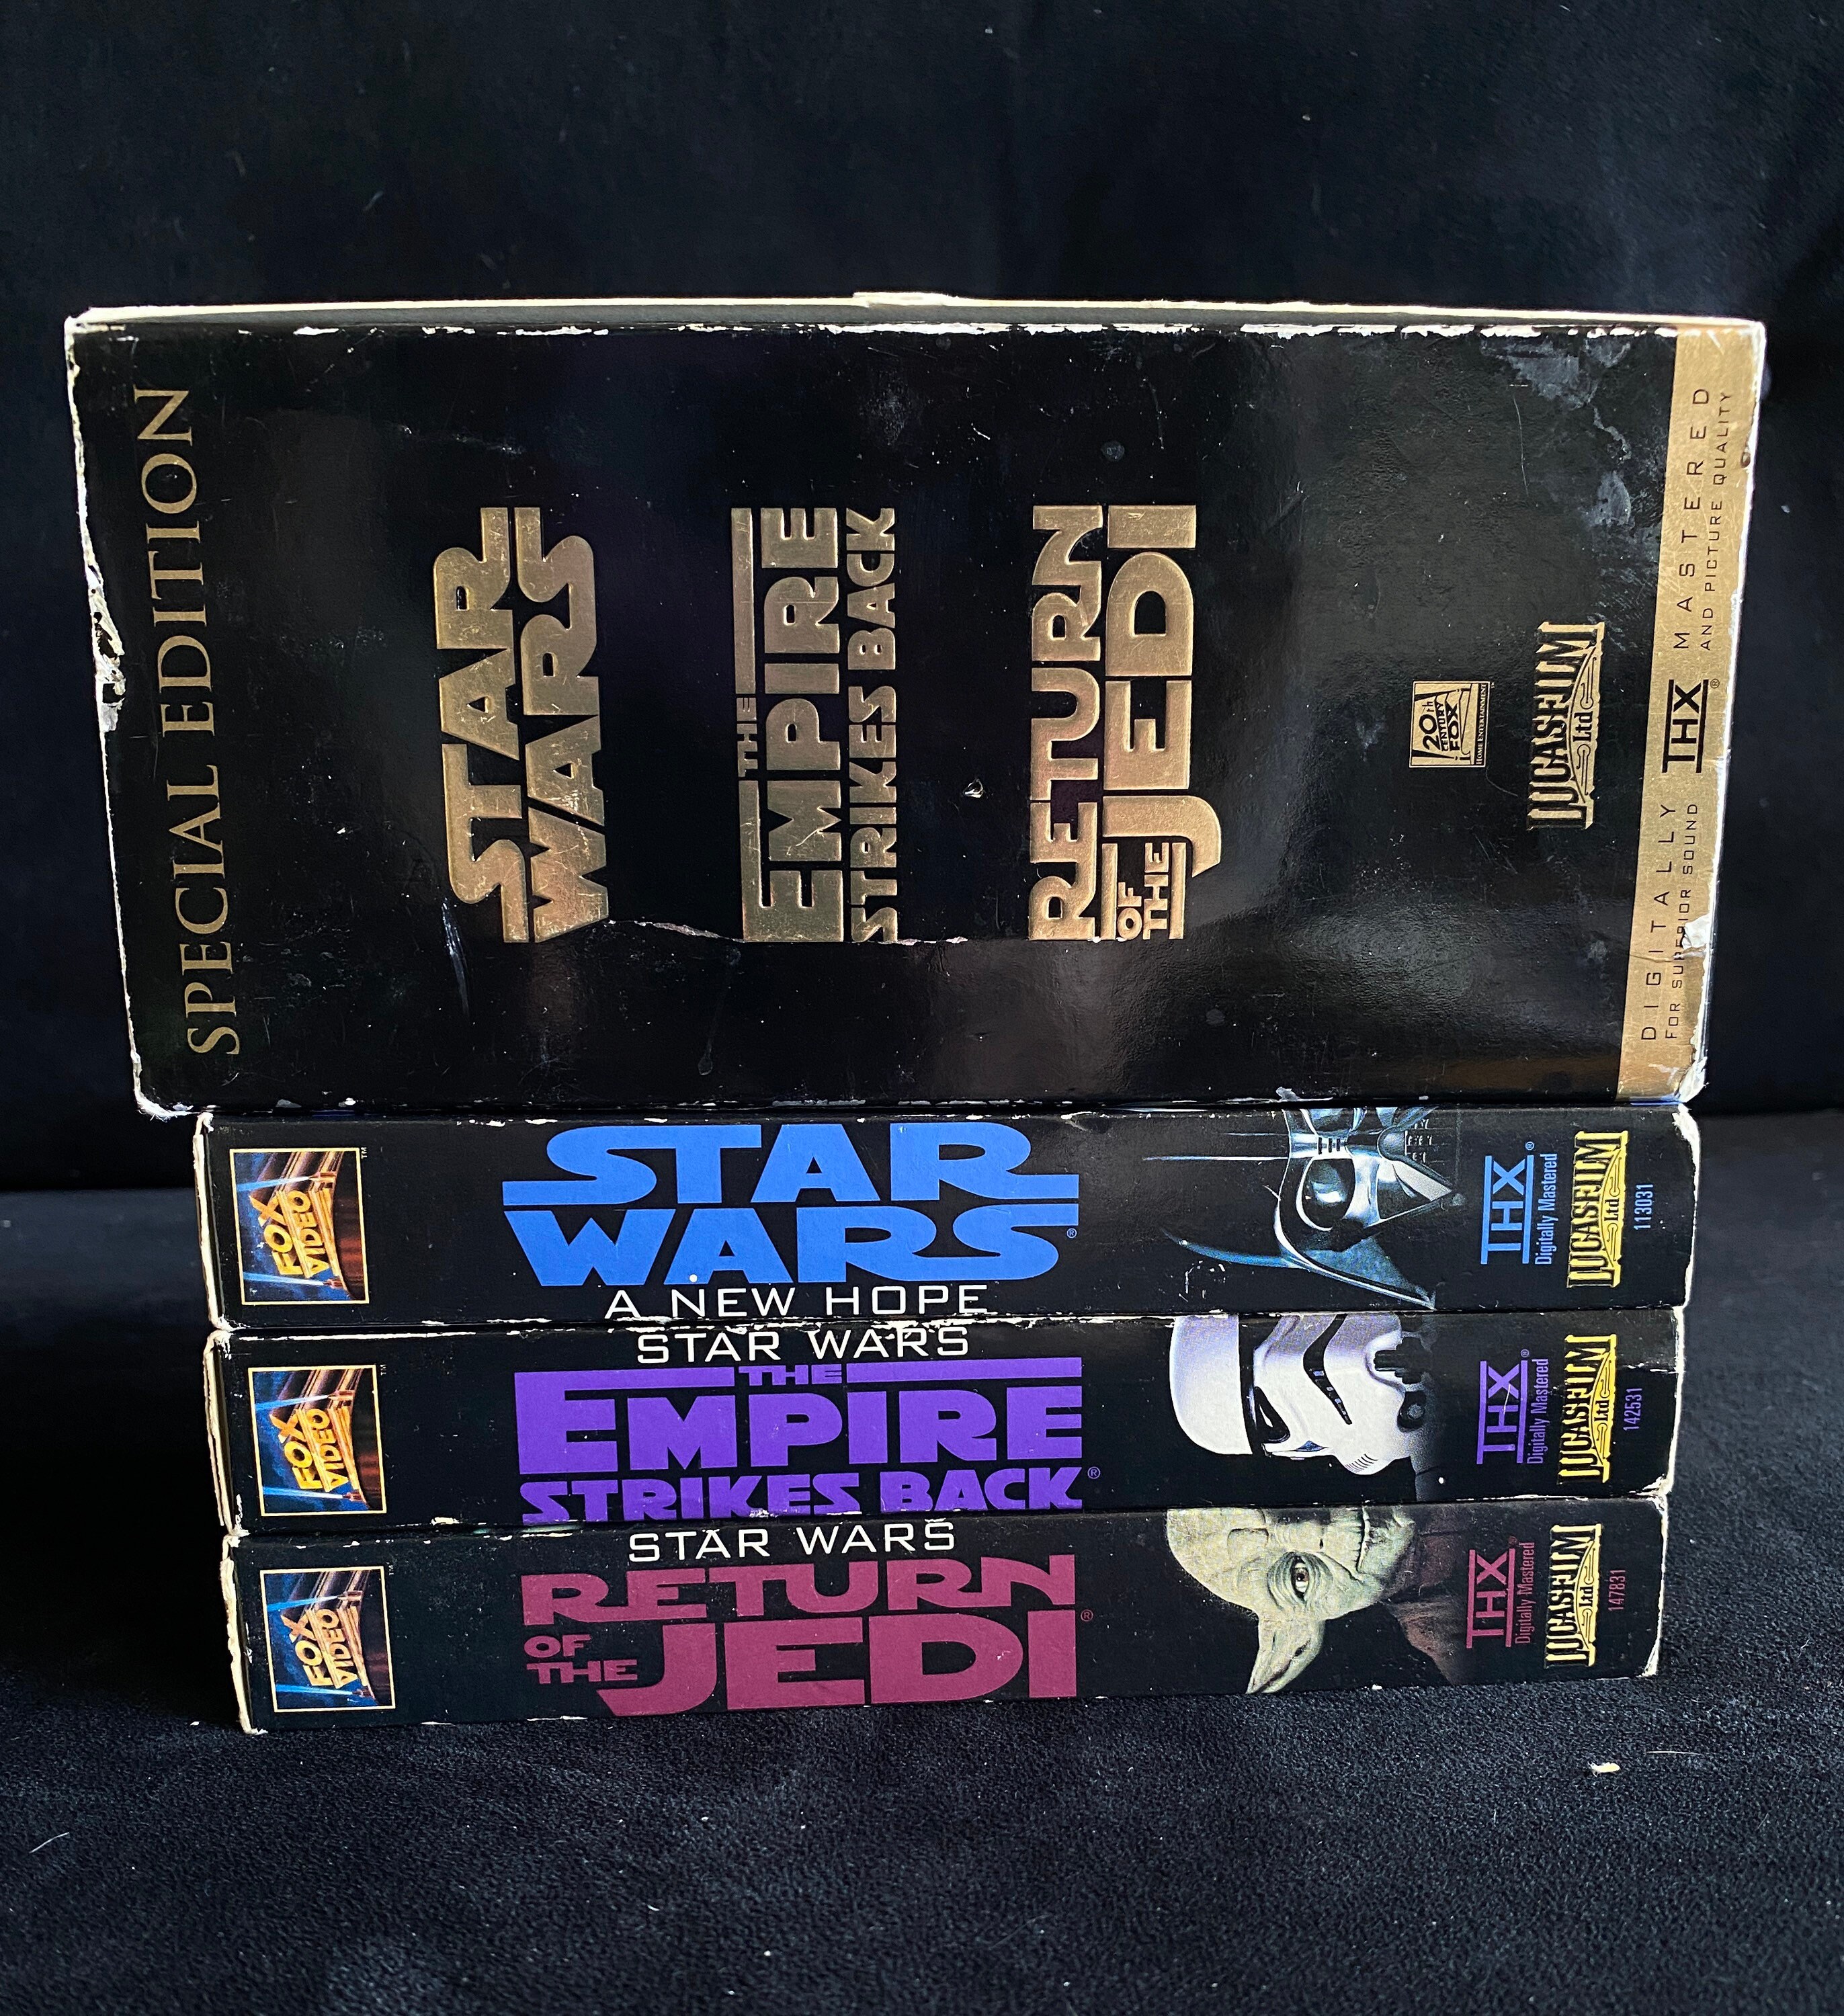 SPECIAL EDITION
STAR
WARS
THE
EMPIRE
STRIKES BACK
RETURN
OF THE
JEDI
20th
CENTURY
FOX
HOME ENTERTAINMENT
LUCASFILM
Ltd
DIGITALLY THX® MASTERED
FOR SUPERIOR SOUND AND PICTURE QUALITY
FOX
VIDEO
TM
STAR
WARS®
A NEW HOPE
THX®
Digitally Mastered
LUCASFILM
Ltd
113031
FOX
VIDEO
TM
STAR WARS
THE
EMPIRE
STRIKES BACK®
THX®
Digitally Mastered
LUCASFILM
Ltd
142531
FOX
VIDEO
TM
STAR WARS
RETURN
OF THE
JEDI®
THX®
Digitally Mastered
LUCASFILM
Ltd
147831